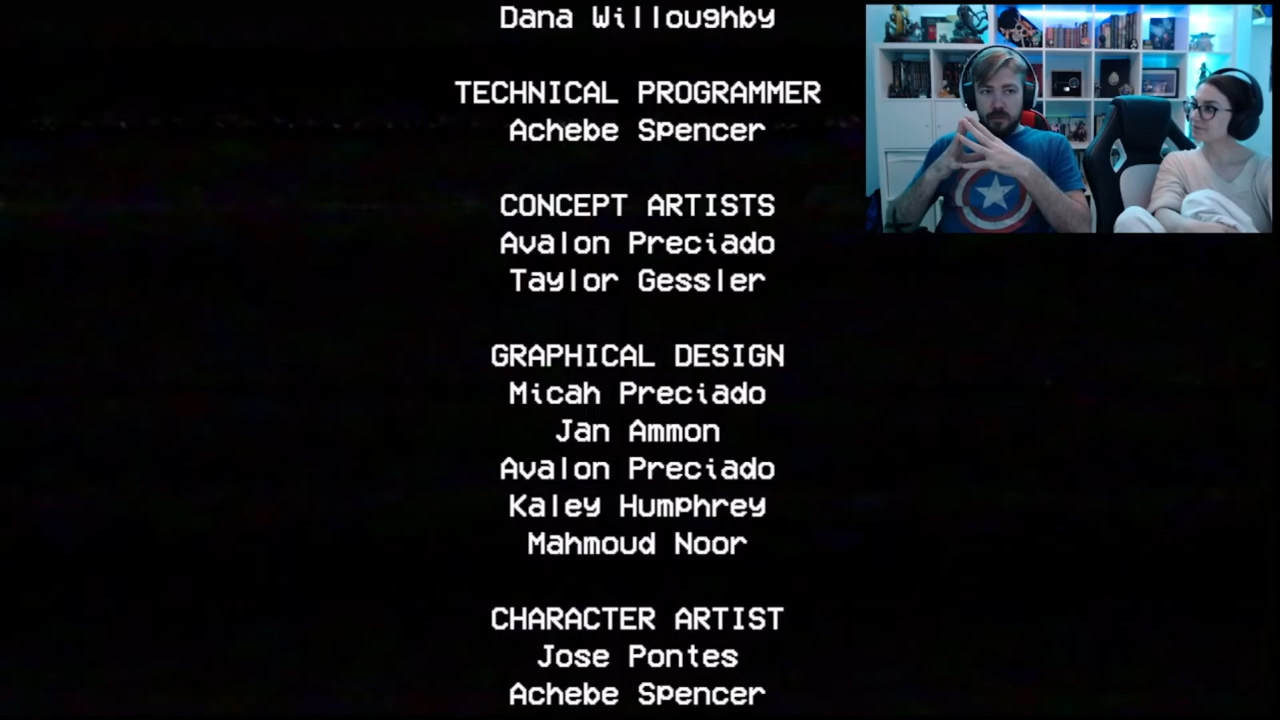 Dana Willoughby
TECHNICAL PROGRAMMER
Achebe Spencer
CONCEPT ARTISTS
Avalon Preciado
Taylor Gessler
GRAPHICAL DESIGN
Micah Preciado
Jan Ammon
Avalon Preciado
Kaley Humphrey
Mahmoud Noor
CHARACTER ARTIST
Jose Pontes
Achebe Spencer